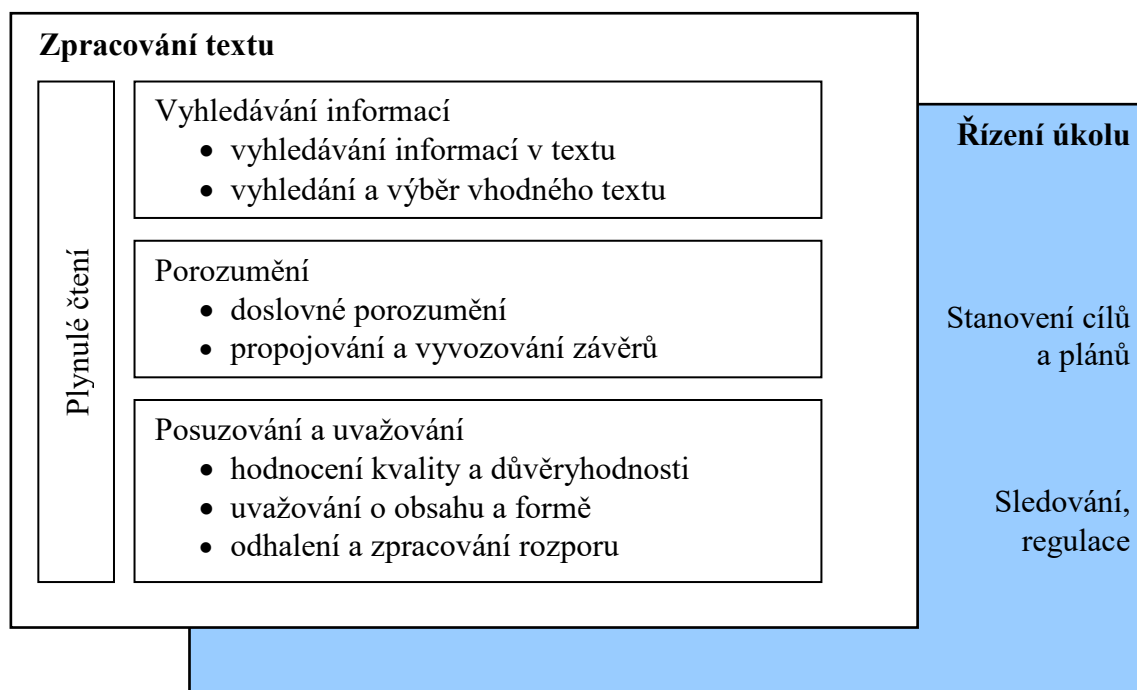 Zpracování textu
Plynulé čtení
Vyhledávání informací
• vyhledávání informací v textu
• vyhledání a výběr vhodného textu
Porozumění
• doslovné porozumění
• propojování a vyvozování závěrů
Posuzování a uvažování
• hodnocení kvality a důvěryhodnosti
• uvažování o obsahu a formě
• odhalení a zpracování rozporu
Řízení úkolu
Stanovení cílů
a plánů
Sledování,
regulace